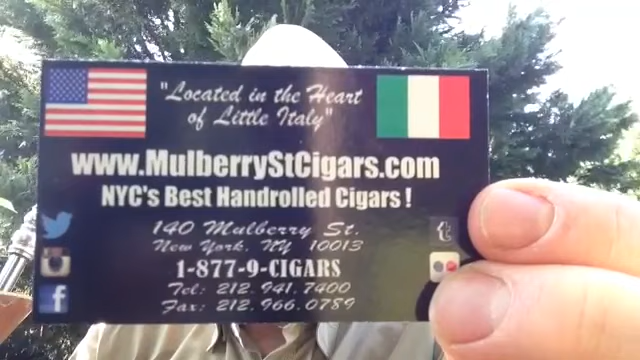 "Located in the Heart
of Little Italy"
www.MulberryStCigars.com
NYC's Best Handrolled Cigars !
140 Mulberry St.
New York, NY 10013
1-877-9-CIGARS
Tel: 212.941.7400
Fax: 212.966.0789
t
f